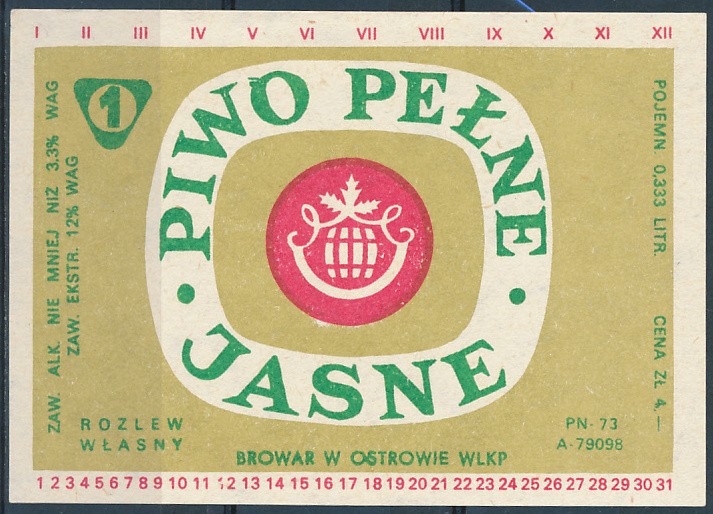 I II III IV V VI VII VIII IX X XI XII
1
ZAW. ALK. NIE MNIEJ NIŻ 3,3% WAG
ZAW. EKSTR. 12% WAG
PIWO PEŁNE
JASNE
POJEMN. 0,333 LITR. CENA ZŁ 4,—
ROZLEW
WŁASNY
PN-73
A-79098
BROWAR W OSTROWIE WLKP
1 2 3 4 5 6 7 8 9 10 11 12 13 14 15 16 17 18 19 20 21 22 23 24 25 26 27 28 29 30 31